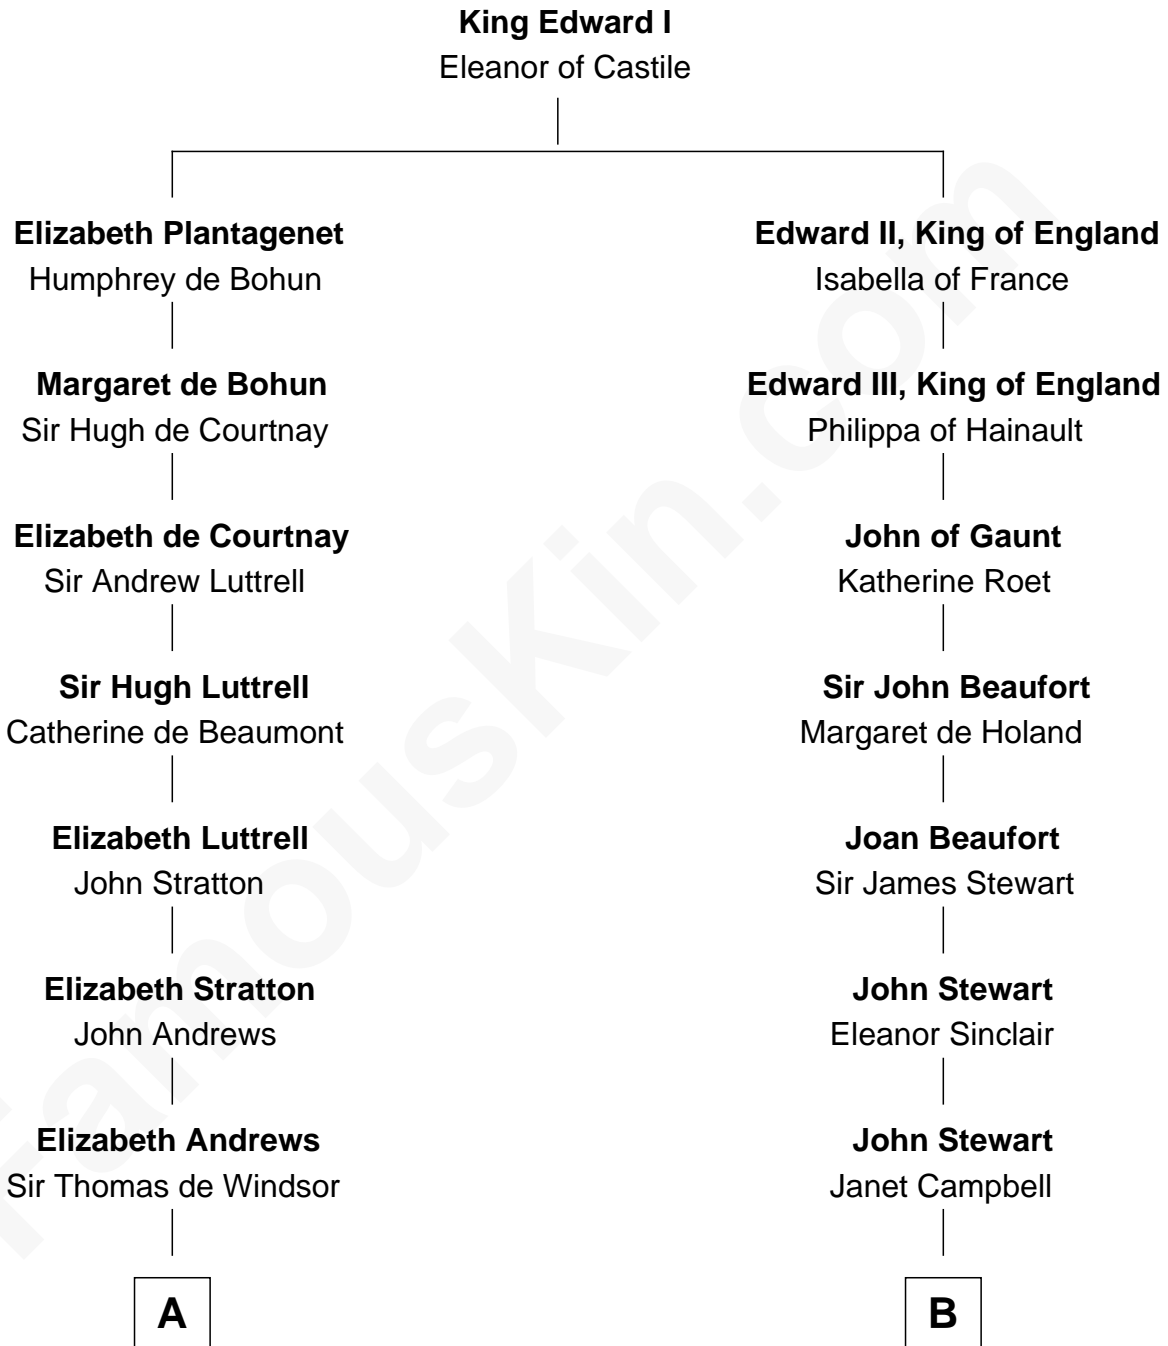 King Edward I
Eleanor of Castile
Elizabeth Plantagenet
Humphrey de Bohun
Margaret de Bohun
Sir Hugh de Courtnay
Elizabeth de Courtnay
Sir Andrew Luttrell
Sir Hugh Luttrell
Catherine de Beaumont
Elizabeth Luttrell
John Stratton
Elizabeth Stratton
John Andrews
Elizabeth Andrews
Sir Thomas de Windsor
A
Edward II, King of England
Isabella of France
Edward III, King of England
Philippa of Hainault
John of Gaunt
Katherine Roet
Sir John Beaufort
Margaret de Holand
Joan Beaufort
Sir James Stewart
John Stewart
Eleanor Sinclair
John Stewart
Janet Campbell
B
FamousKin.com